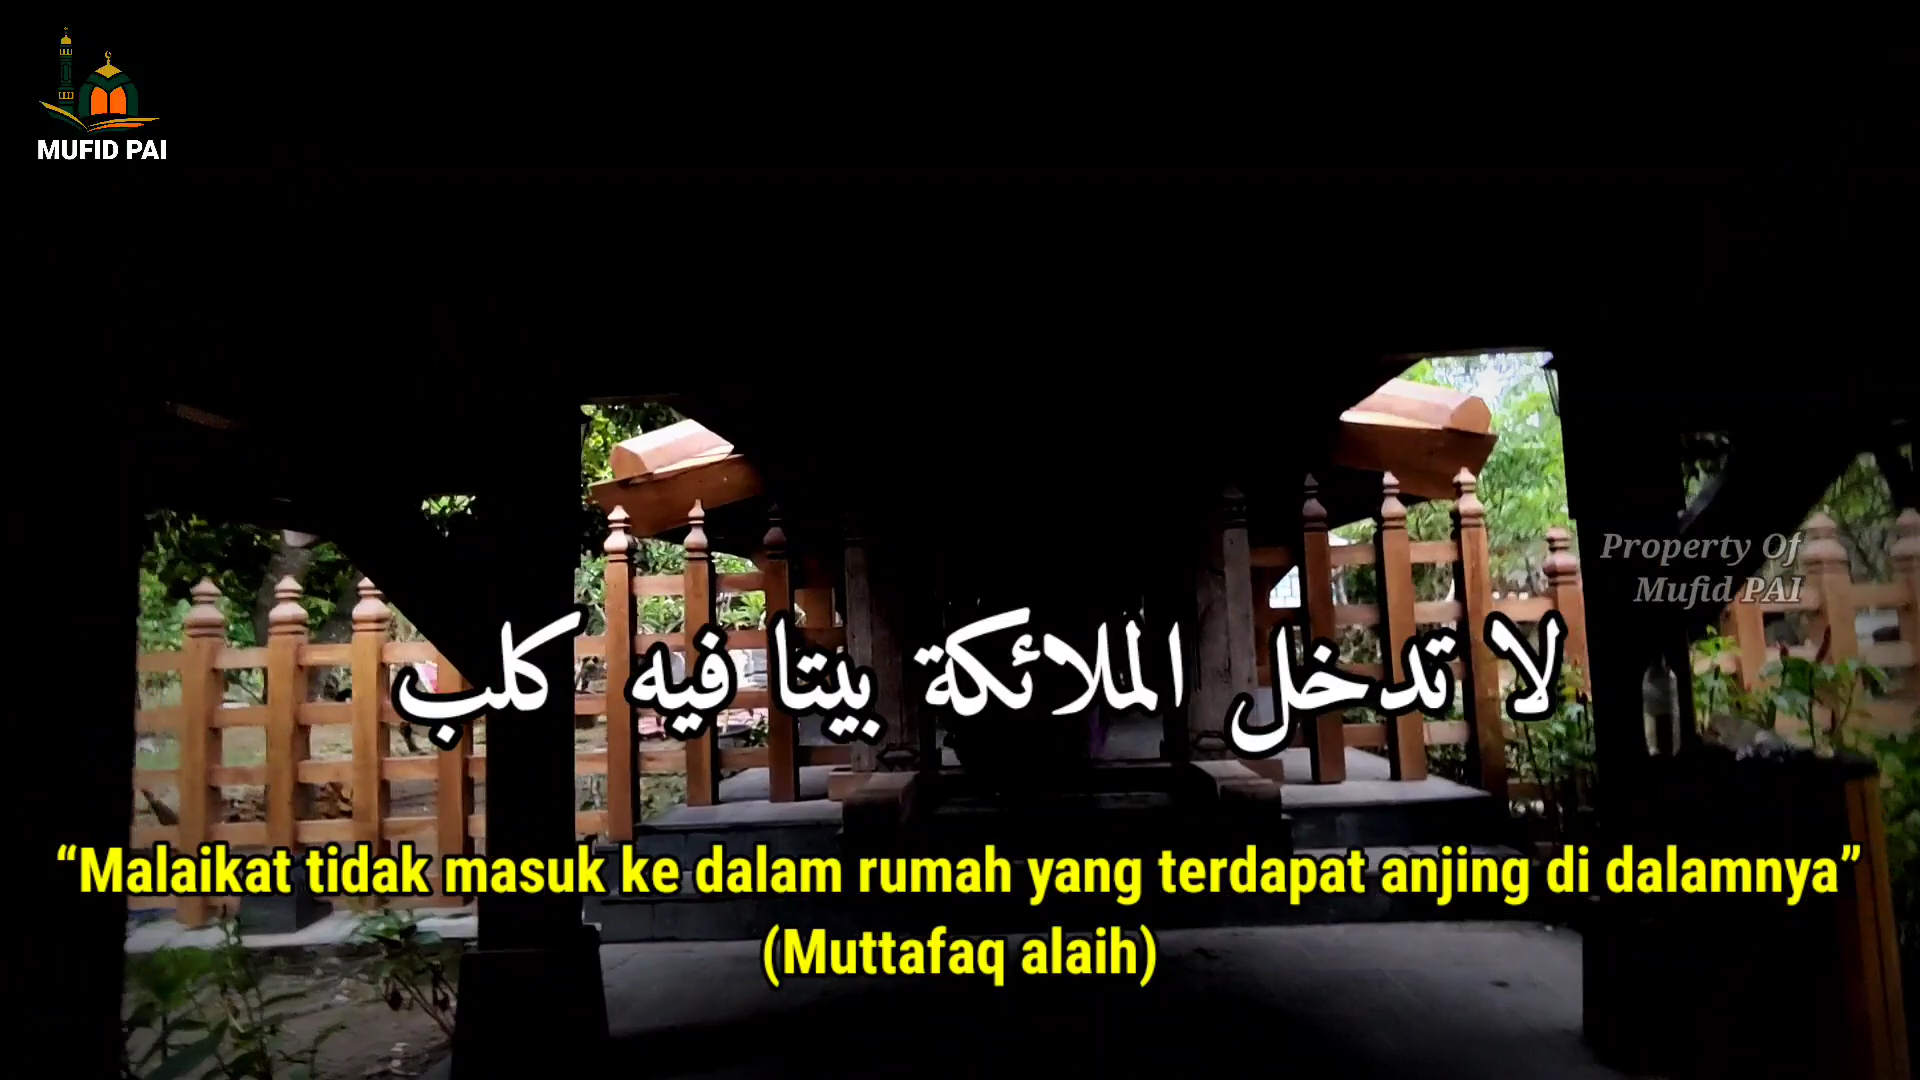 MUFID PAI
Property Of
Mufid PAI
لا تدخل الملائكة بيتا فيه كلب
“Malaikat tidak masuk ke dalam rumah yang terdapat anjing di dalamnya”
(Muttafaq alaih)